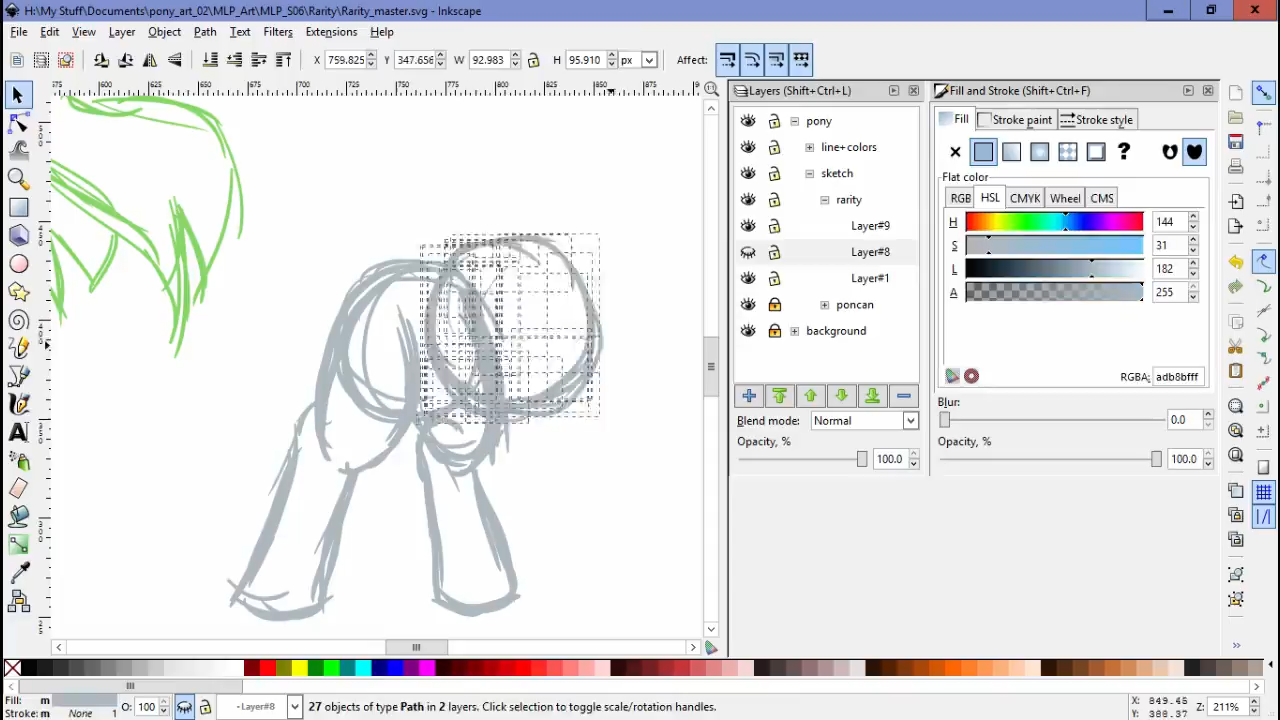 H:\My Stuff\Documents\pony_art_02\MLP_Art\MLP_S06\Rarity\Rarity_master.svg - Inkscape
File Edit View Layer Object Path Text Filters Extensions Help
X 759.825 Y 347.656 W 92.983 H 95.910 px Affect:
Layers (Shift+Ctrl+L)
Fill and Stroke (Shift+Ctrl+F)
pony
line+colors
sketch
rarity
Layer#9
Layer#8
Layer#1
poncan
background
Blend mode: Normal
Opacity, %
100.0
Fill Stroke paint Stroke style
Flat color
RGB HSL CMYK Wheel CMS
H 144
S 31
L 182
A 255
RGBA: adb8bfff
Blur:
0.0
Opacity, %
100.0
Fill: m
Stroke: m None 1
O: 100
-Layer#8
27 objects of type Path in 2 layers. Click selection to toggle scale/rotation handles.
X: 849.45
Y: 388.37
Z: 211%